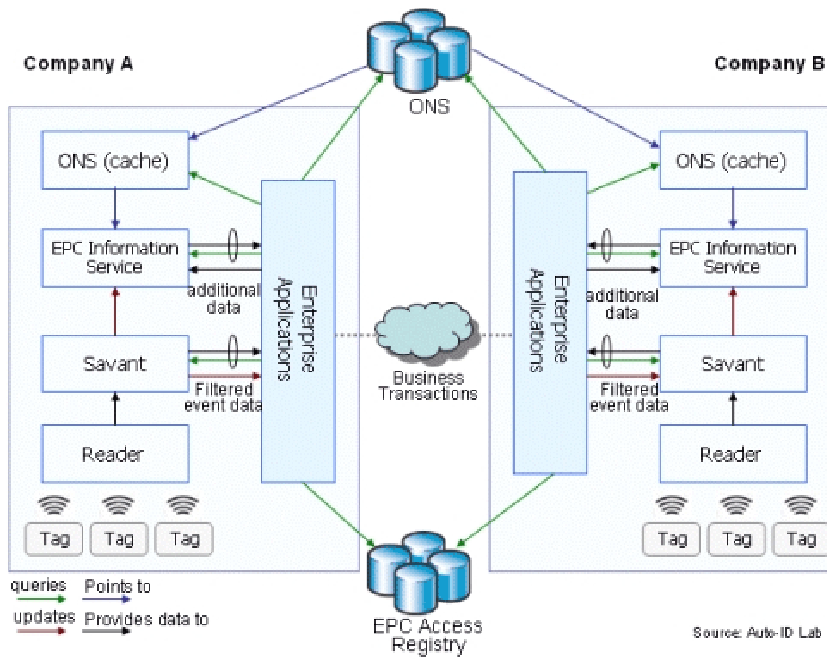 Company A
Company B
ONS
ONS (cache)
ONS (cache)
EPC Information
Service
EPC Information
Service
additional
data
additional
data
Enterprise
Applications
Enterprise
Applications
Business
Transactions
Savant
Savant
Filtered
event data
Filtered
event data
Reader
Reader
Tag
Tag
Tag
Tag
Tag
Tag
queries
Points to
updates
Provides data to
EPC Access
Registry
Source: Auto-ID Lab